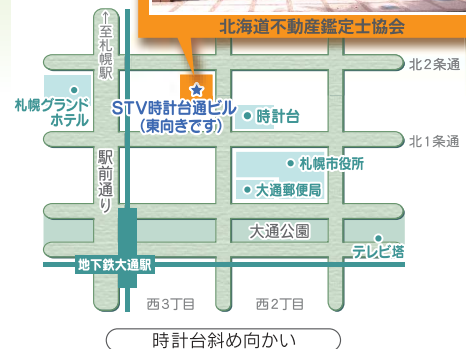 北海道不動産鑑定士協会
↑至札幌駅
北2条通
札幌グランド
ホテル
STV時計台通ビル
(東向きです)
時計台
北1条通
駅前通り
札幌市役所
大通郵便局
大通公園
テレビ塔
地下鉄大通駅
西3丁目
西2丁目
時計台斜め向かい